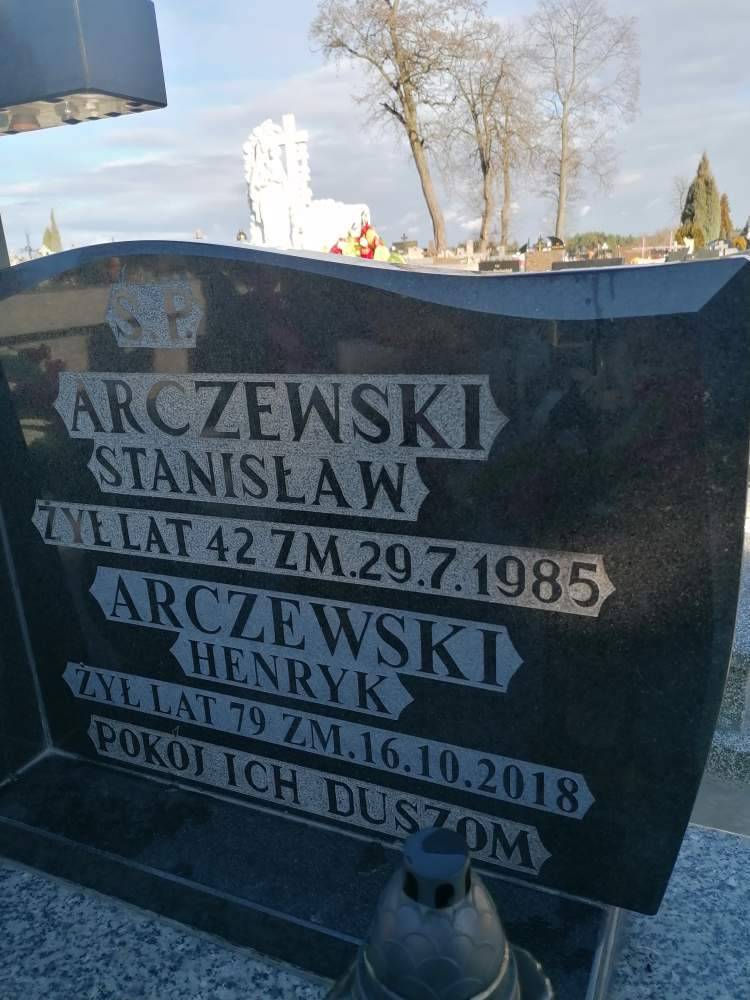 Ś. P.
ARCZEWSKI
STANISŁAW
ŻYŁ LAT 42 ZM.29.7.1985
ARCZEWSKI
HENRYK
ŻYŁ LAT 79 ZM.16.10.2018
POKÓJ ICH DUSZOM